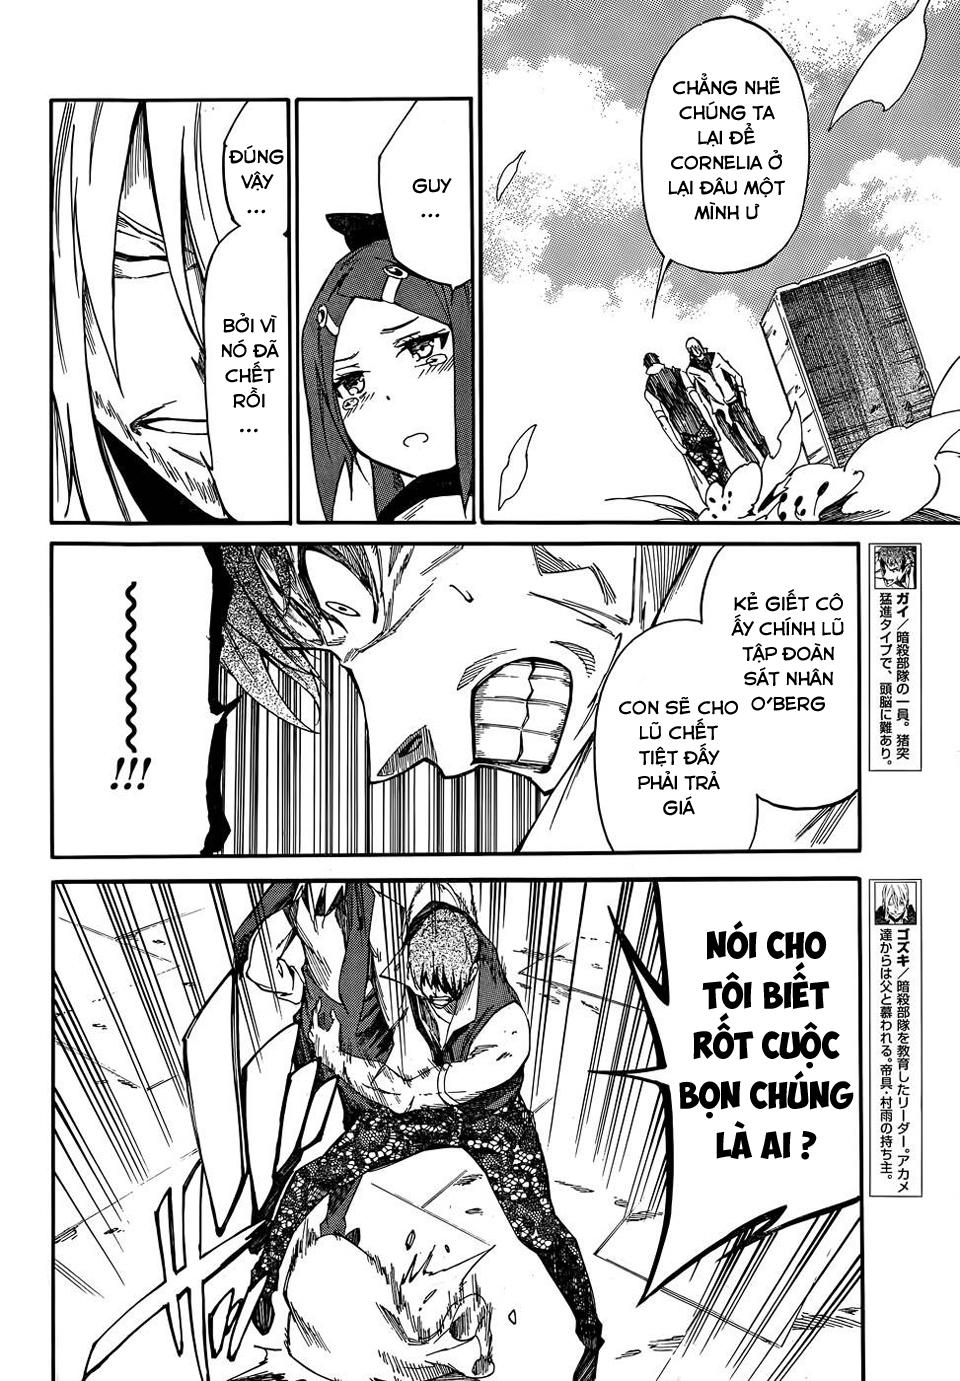 CHẲNG NHẼ
CHÚNG TA
LẠI ĐỂ
CORNELIA Ở
LẠI ĐÂU MỘT
MÌNH Ư
GUY
...
ĐÚNG
VẬY
...
BỞI VÌ
NÓ ĐÃ
CHẾT
RỒI
...
KẺ GIẾT CÔ
ẤY CHÍNH LŨ
TẬP ĐOÀN
SÁT NHÂN
O'BERG
CON SẼ CHO
LŨ CHẾT
TIỆT ĐẤY
PHẢI TRẢ
GIÁ
!!!
ガイ/暗殺部隊の一員。猪突
猛進タイプで、頭脳に難あり。
NÓI CHO
TÔI BIẾT
RỐT CUỘC
BỌN CHÚNG
LÀ AI ?
ゴズキ/暗殺部隊を教育したリーダー。アカメ
達からは父と慕われる。帝具・村雨の持ち主。